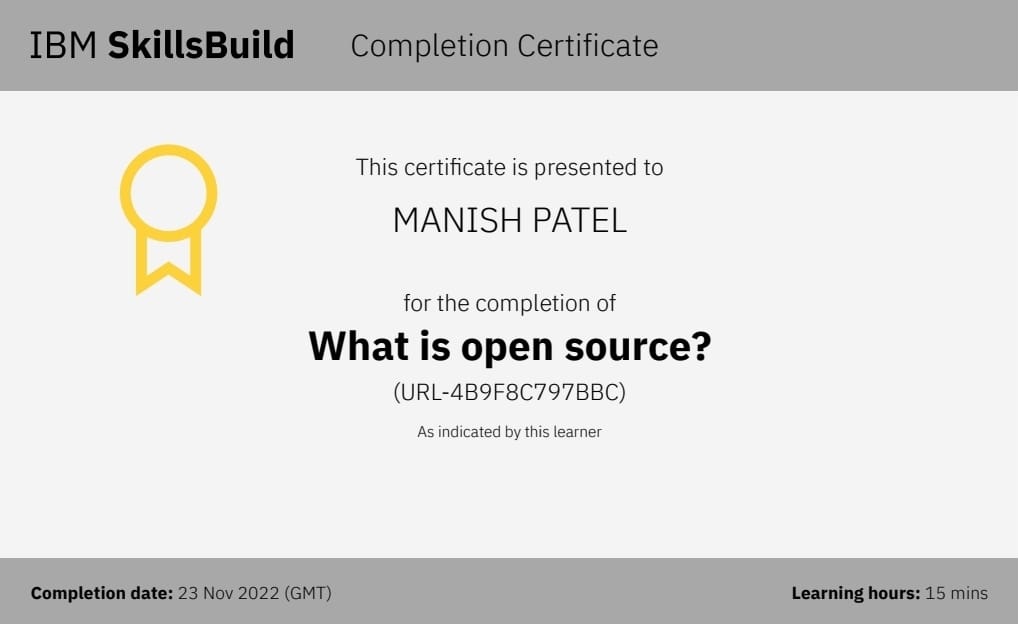 IBM SkillsBuild Completion Certificate
This certificate is presented to
MANISH PATEL
for the completion of
What is open source?
(URL-4B9F8C797BBC)
As indicated by this learner
Completion date: 23 Nov 2022 (GMT) Learning hours: 15 mins